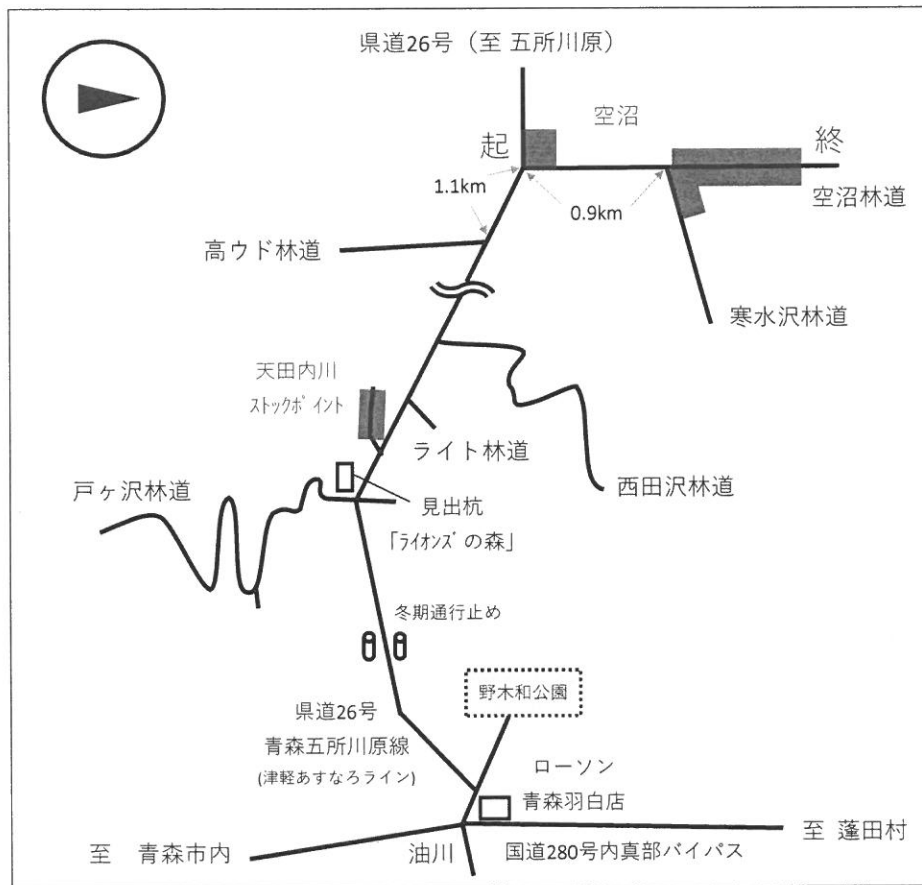 県道26号（至 五所川原）
空沼
起
終
1.1km
0.9km
空沼林道
高ウド林道
寒水沢林道
天田内川
ｽﾄｯｸﾎﾟｲﾝﾄ
ライト林道
西田沢林道
戸ヶ沢林道
見出杭
「ﾗｲｵﾝｽﾞの森」
冬期通行止め
野木和公園
県道26号
青森五所川原線
(津軽あすなろライン)
ローソン
青森羽白店
至 蓬田村
至 青森市内
油川
国道280号内真部バイパス